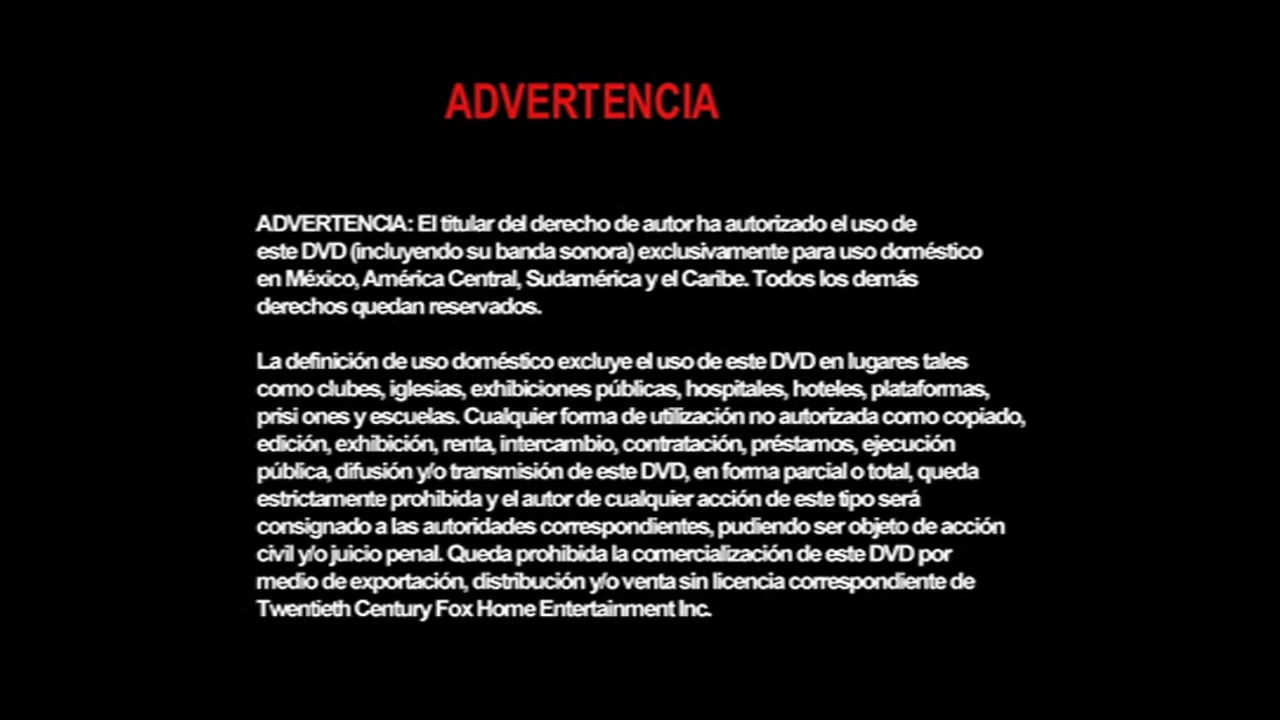 ADVERTENCIA
ADVERTENCIA: El titular del derecho de autor ha autorizado el uso de
este DVD (incluyendo su banda sonora) exclusivamente para uso doméstico
en México, América Central, Sudamérica y el Caribe. Todos los demás
derechos quedan reservados.
La definición de uso doméstico excluye el uso de este DVD en lugares tales
como clubes, iglesias, exhibiciones públicas, hospitales, hoteles, plataformas,
prisi ones y escuelas. Cualquier forma de utilización no autorizada como copiado,
edición, exhibición, renta, intercambio, contratación, préstamos, ejecución
pública, difusión y/o transmisión de este DVD, en forma parcial o total, queda
estrictamente prohibida y el autor de cualquier acción de este tipo será
consignado a las autoridades correspondientes, pudiendo ser objeto de acción
civil y/o juicio penal. Queda prohibida la comercialización de este DVD por
medio de exportación, distribución y/o venta sin licencia correspondiente de
Twentieth Century Fox Home Entertainment Inc.